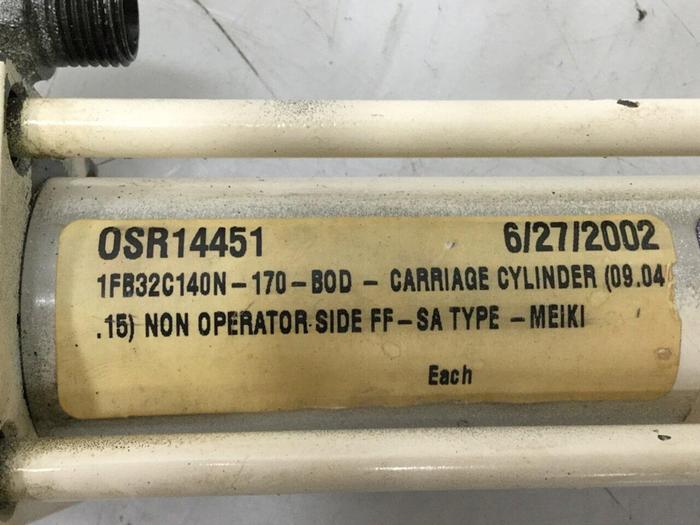 OSR14451 6/27/2002
1FB32C140N-170-BOD - CARRIAGE CYLINDER (09.04
.15) NON OPERATOR SIDE FF-SA TYPE -MEIKI
Each